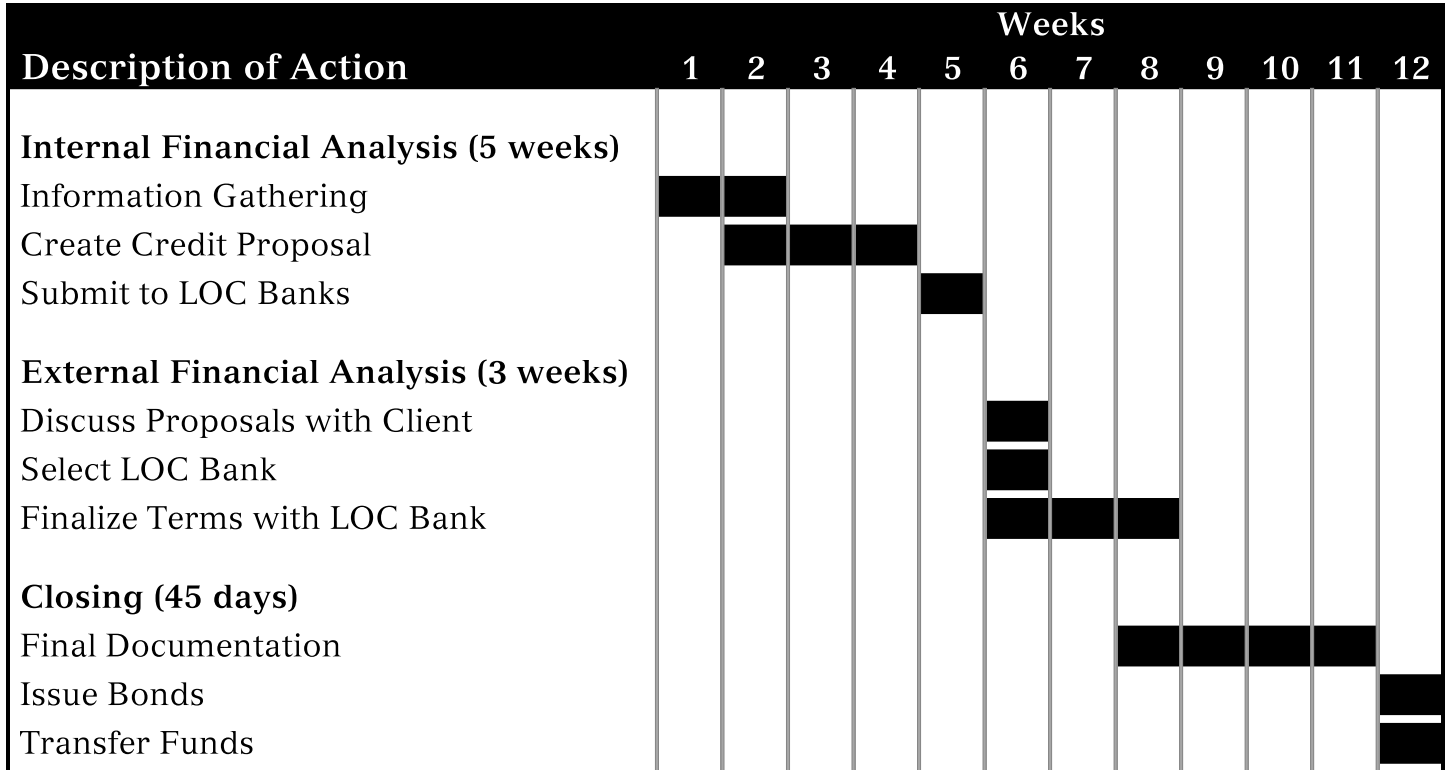 Weeks
Description of Action 1 2 3 4 5 6 7 8 9 10 11 12
Internal Financial Analysis (5 weeks)
Information Gathering
Create Credit Proposal
Submit to LOC Banks
External Financial Analysis (3 weeks)
Discuss Proposals with Client
Select LOC Bank
Finalize Terms with LOC Bank
Closing (45 days)
Final Documentation
Issue Bonds
Transfer Funds